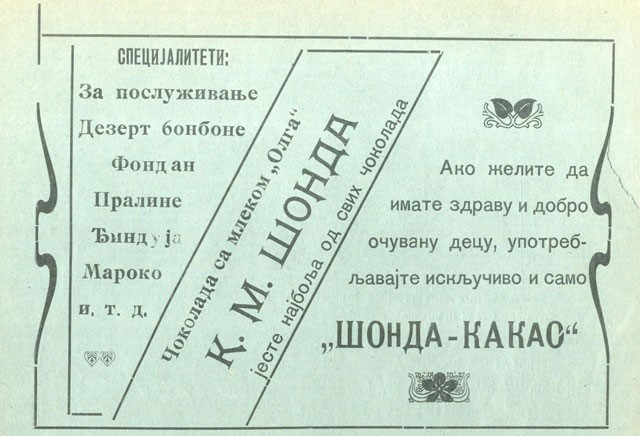 СПЕЦИЈАЛИТЕТИ:
За послуживање
Дезерт бонбоне
Фондан
Пралине
Ђиндуја
Мароко
и. т. д.
Чоколада са млеком „Олга“
К. М. ШОНДА
јесте најбоља од свих чоколада
Ако желите да
имате здраву и добро
очувану децу, употреб-
љавајте искључиво и само
„ШОНДА-КАКАО“